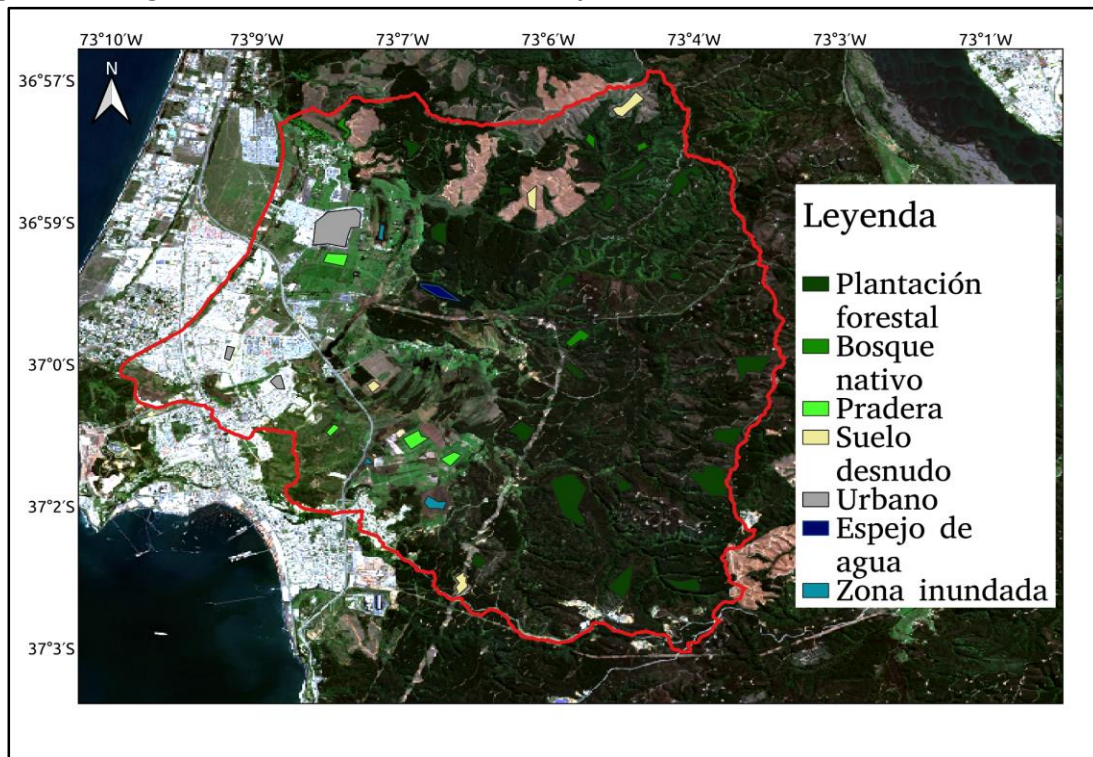 73°10'W 73°9'W 73°7'W 73°6'W 73°4'W 73°3'W 73°1'W
N
36°57'S
36°59'S
37°0'S
37°2'S
37°3'S
Leyenda
Plantación
forestal
Bosque
nativo
Pradera
Suelo
desnudo
Urbano
Espejo de
agua
Zona inundada